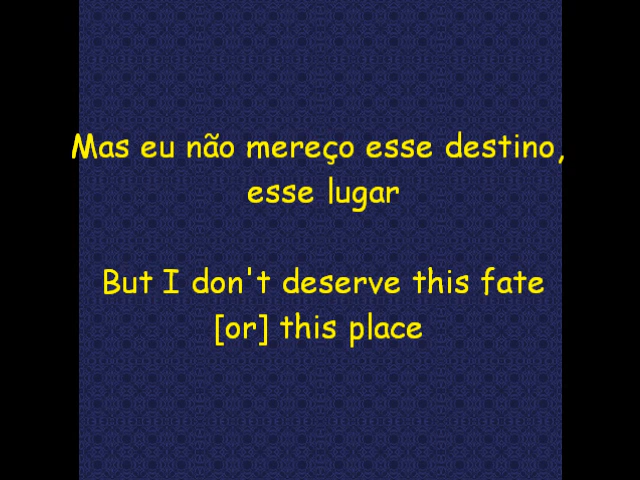 Mas eu não mereço esse destino,
esse lugar
But I don't deserve this fate
[or] this place